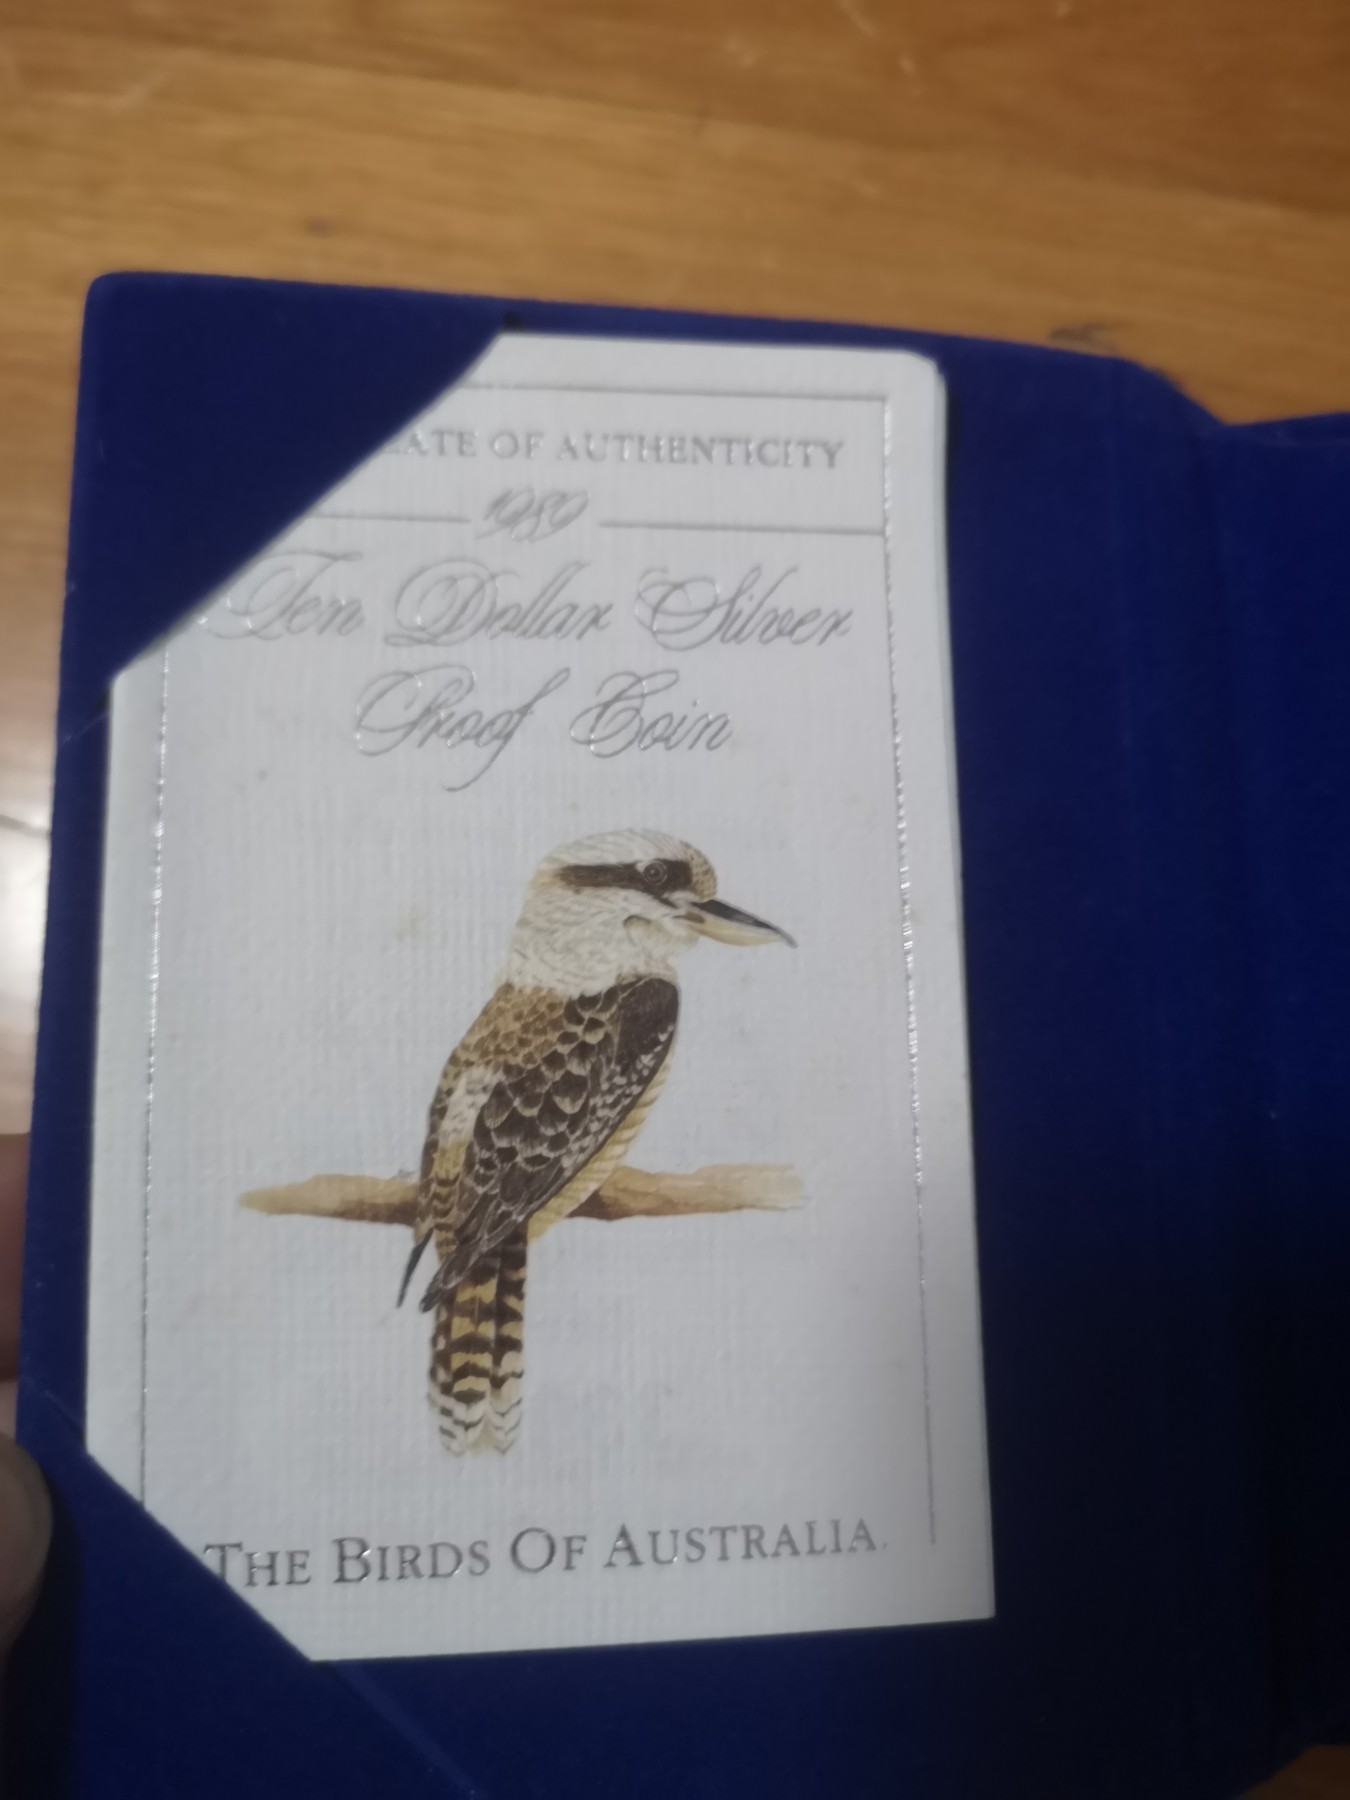 ATE OF AUTHENTICITY
1989
Ten Dollar Silver
Proof Coin
THE BIRDS OF AUSTRALIA.